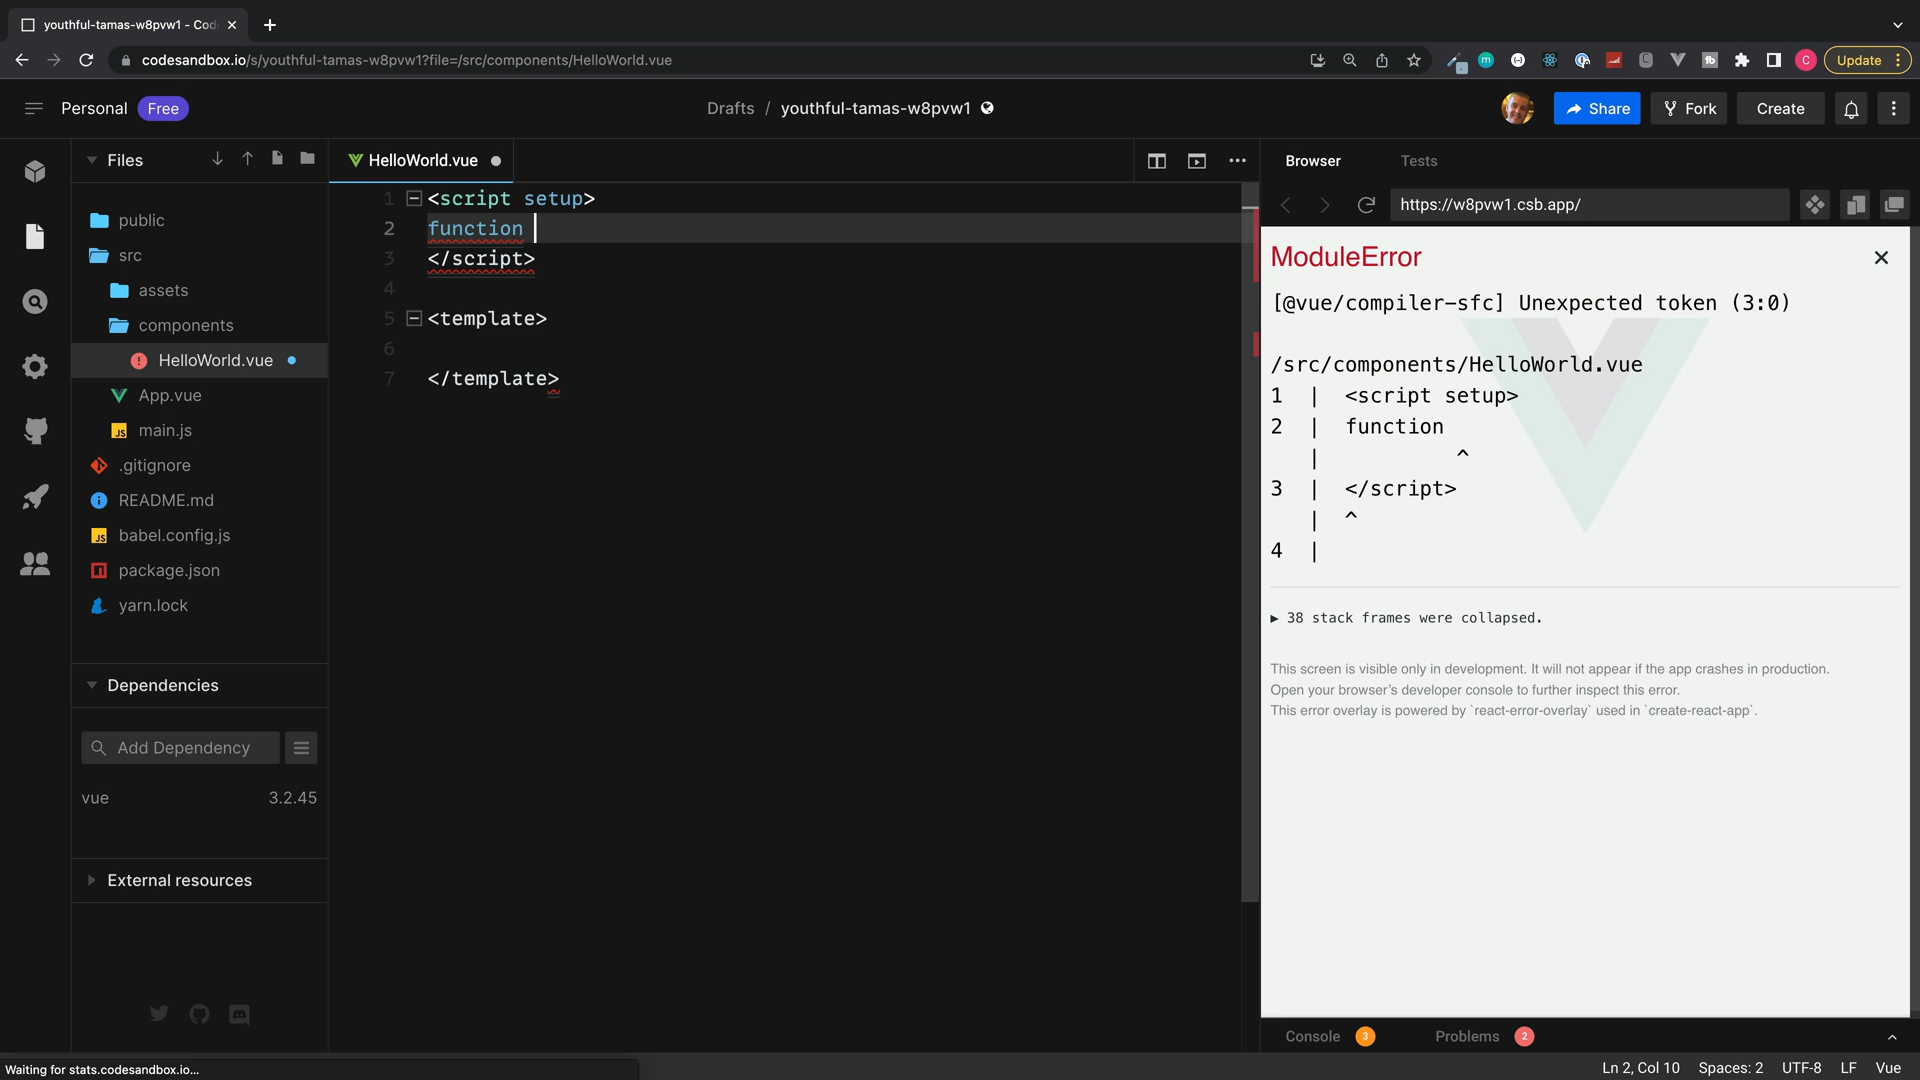 youthful-tamas-w8pvw1 - Cod
codesandbox.io/s/youthful-tamas-w8pvw1?file=/src/components/HelloWorld.vue
Update
Personal Free
Drafts / youthful-tamas-w8pvw1
Share
Fork
Create
Files
HelloWorld.vue
Browser
Tests
https://w8pvw1.csb.app/
public
src
assets
components
HelloWorld.vue
App.vue
main.js
.gitignore
README.md
babel.config.js
package.json
yarn.lock
Dependencies
Add Dependency
vue 3.2.45
External resources
1 <script setup>
2 function
3 </script>
4
5 <template>
6
7 </template>
ModuleError
[@vue/compiler-sfc] Unexpected token (3:0)
/src/components/HelloWorld.vue
1 | <script setup>
2 | function
| ^
3 | </script>
| ^
4 |
▶ 38 stack frames were collapsed.
This screen is visible only in development. It will not appear if the app crashes in production.
Open your browser’s developer console to further inspect this error.
This error overlay is powered by `react-error-overlay` used in `create-react-app`.
Console 3
Problems 2
Waiting for stats.codesandbox.io...
Ln 2, Col 10 Spaces: 2 UTF-8 LF Vue